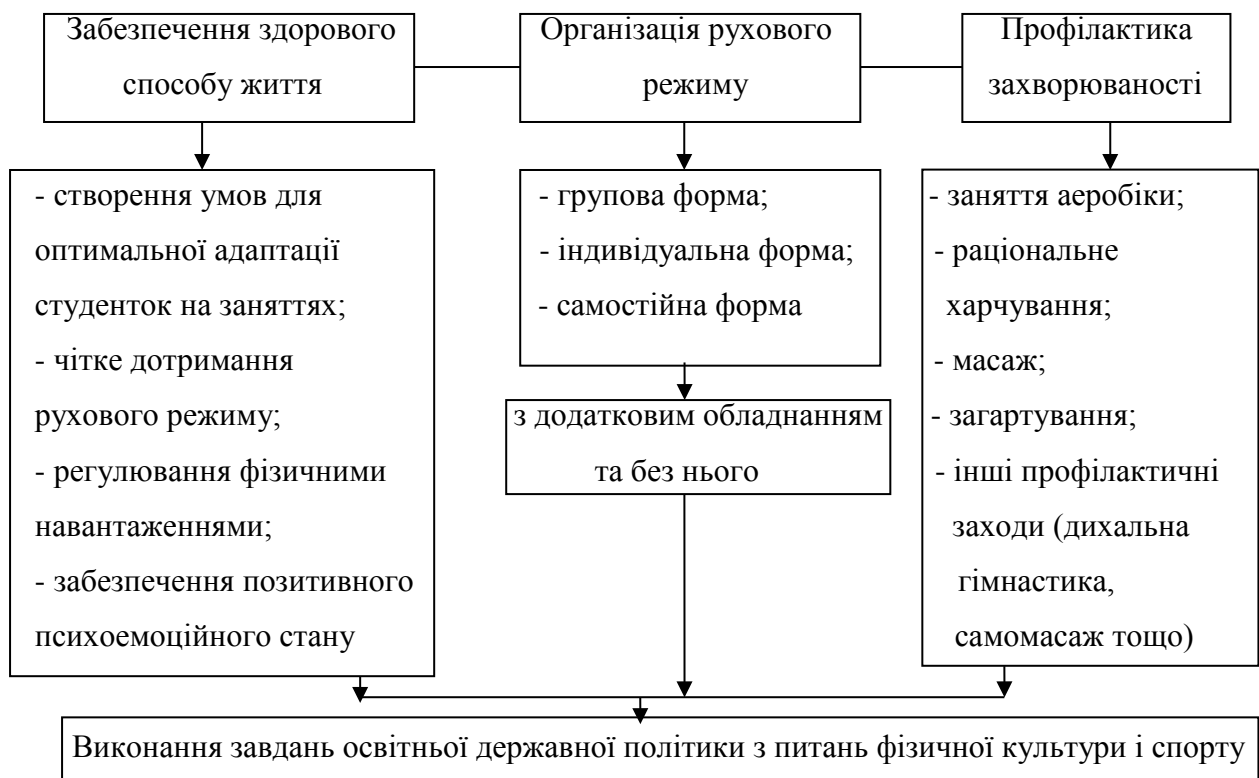 Забезпечення здорового
способу життя
Організація рухового
режиму
Профілактика
захворюваності
- створення умов для
оптимальної адаптації
студенток на заняттях;
- чітке дотримання
рухового режиму;
- регулювання фізичними
навантаженнями;
- забезпечення позитивного
психоемоційного стану
- групова форма;
- індивідуальна форма;
- самостійна форма
з додатковим обладнанням
та без нього
- заняття аеробіки;
- раціональне
харчування;
- масаж;
- загартування;
- інші профілактичні
заходи (дихальна
гімнастика,
самомасаж тощо)
Виконання завдань освітньої державної політики з питань фізичної культури і спорту